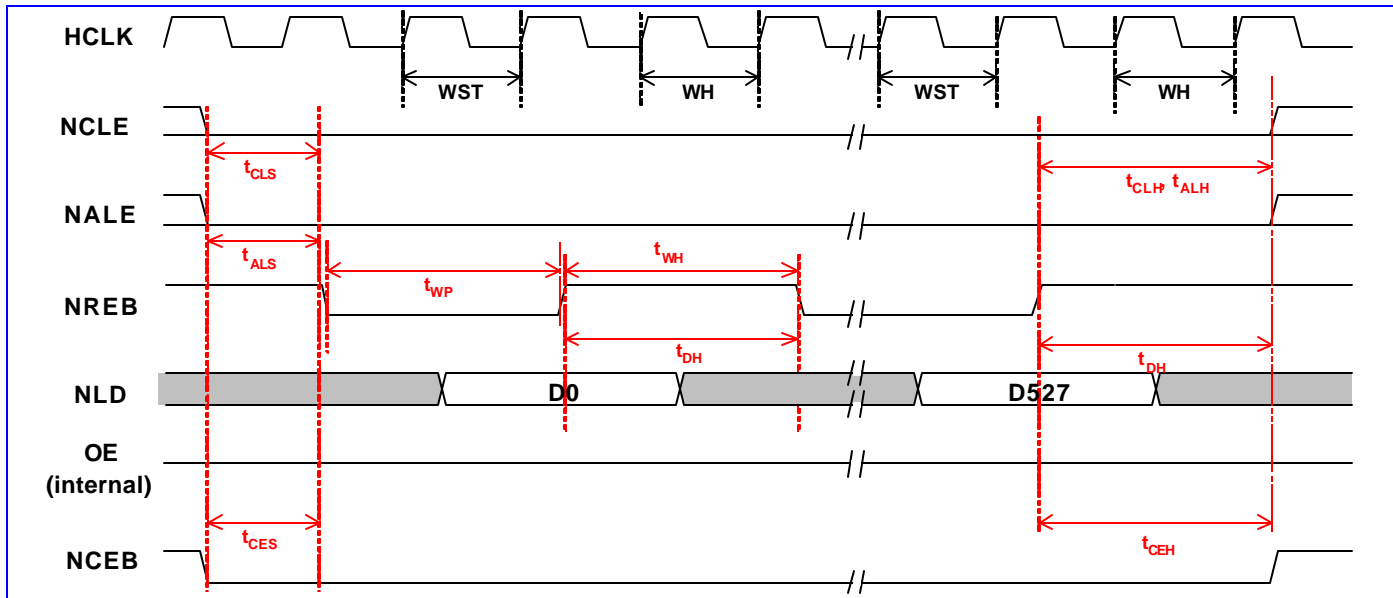 HCLK
WST WH WST WH
NCLE
tCLS tCLH, tALH
NALE
tALS tWH
tWP
NREB
tDH tDH
NLD D0 D527
OE
(internal)
tCES tCEH
NCEB